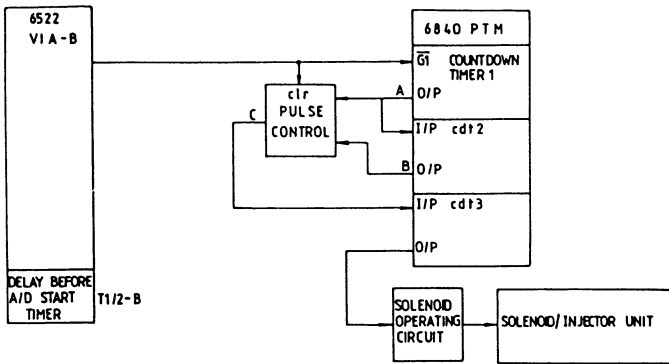 6522
VIA-B
6840 PTM
G1 COUNTDOWN
TIMER 1
A
O/P
clr
PULSE
CONTROL
C
I/P cdt2
B
O/P
I/P cdt3
O/P
DELAY BEFORE
A/D START
TIMER
T1/2-B
SOLENOID
OPERATING
CIRCUIT
SOLENOID/INJECTOR UNIT